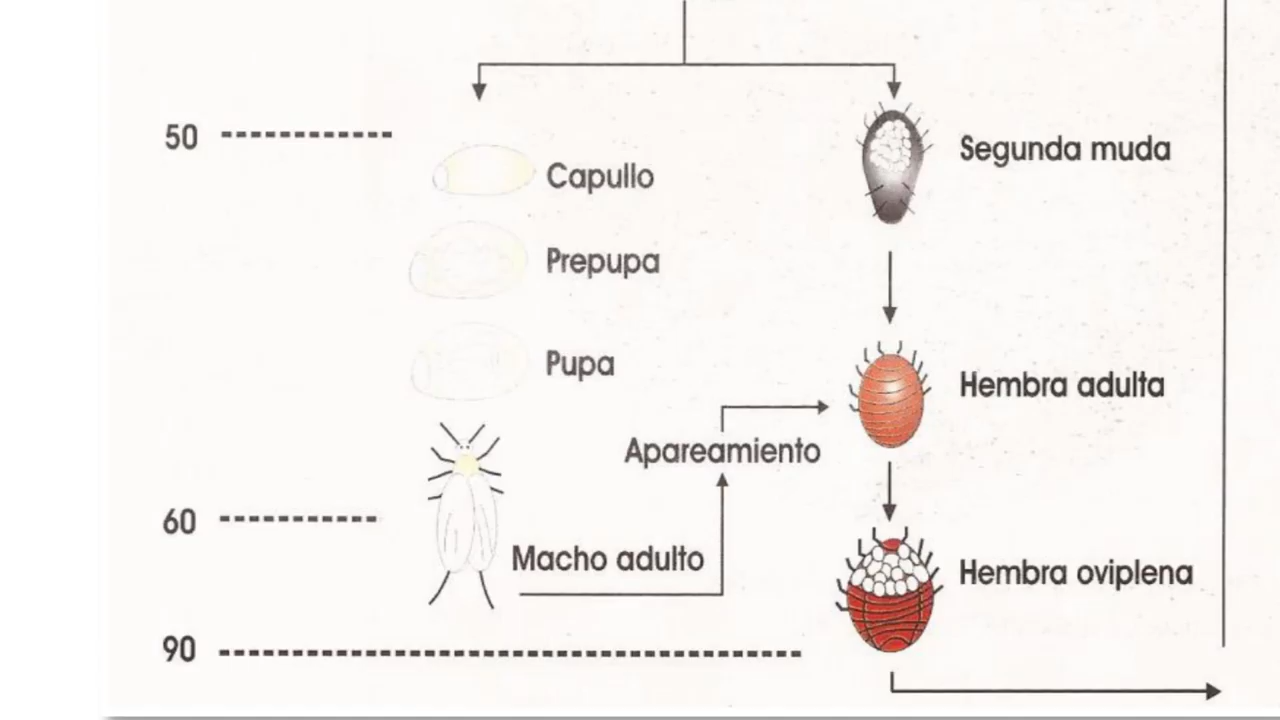 50
Segunda muda
Capullo
Prepupa
Pupa
Hembra adulta
Apareamiento
60
Macho adulto
Hembra oviplena
90